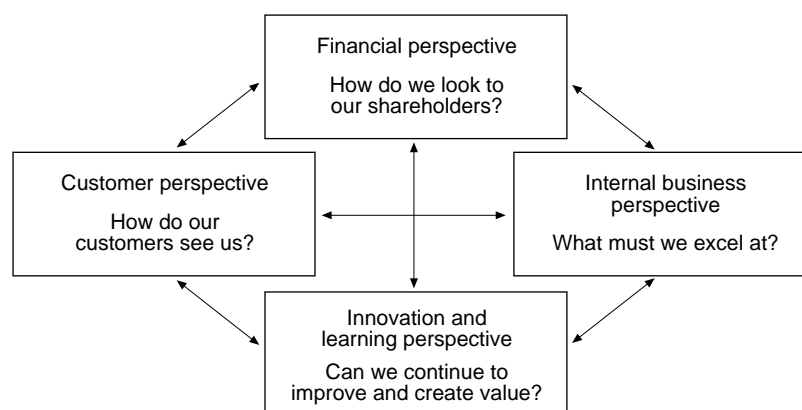 Financial perspective
How do we look to
our shareholders?
Customer perspective
How do our
customers see us?
Internal business
perspective
What must we excel at?
Innovation and
learning perspective
Can we continue to
improve and create value?